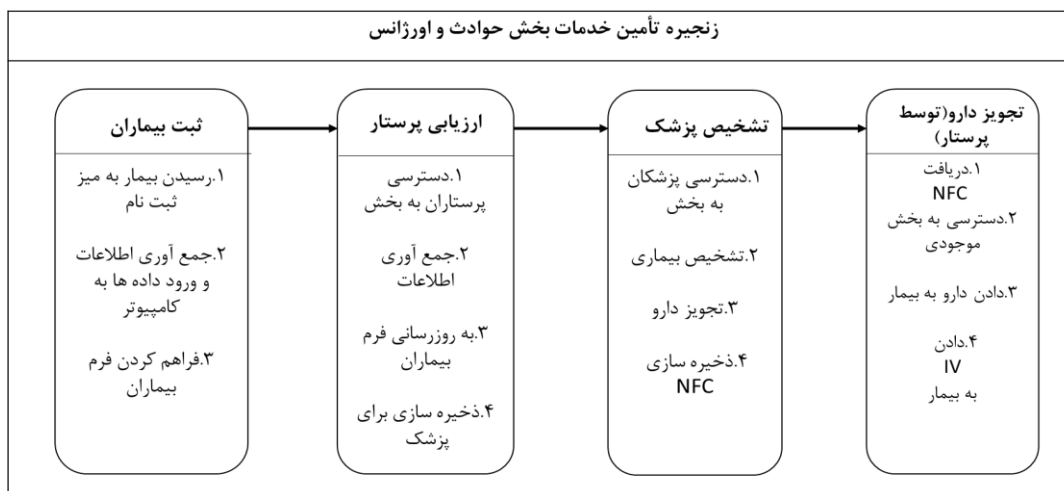 زنجیره تأمین خدمات بخش حوادث و اورژانس
ثبت بیماران
۱.رسیدن بیمار به میز
ثبت نام
۲.جمع آوری اطلاعات
و ورود داده ها به
کامپیوتر
۳.فراهم کردن فرم
بیماران
ارزیابی پرستار
۱.دسترسی
پرستاران به بخش
۲.جمع آوری
اطلاعات
۳.به روزرسانی فرم
بیماران
۴.ذخیره سازی برای
پزشک
تشخیص پزشک
۱.دسترسی پزشکان
به بخش
۲.تشخیص بیماری
۳.تجویز دارو
۴.ذخیره سازی
NFC
تجویز دارو(توسط
پرستار)
۱.دریافت
NFC
۲.دسترسی به بخش
موجودی
۳.دادن دارو به بیمار
۴.دادن
IV
به بیمار